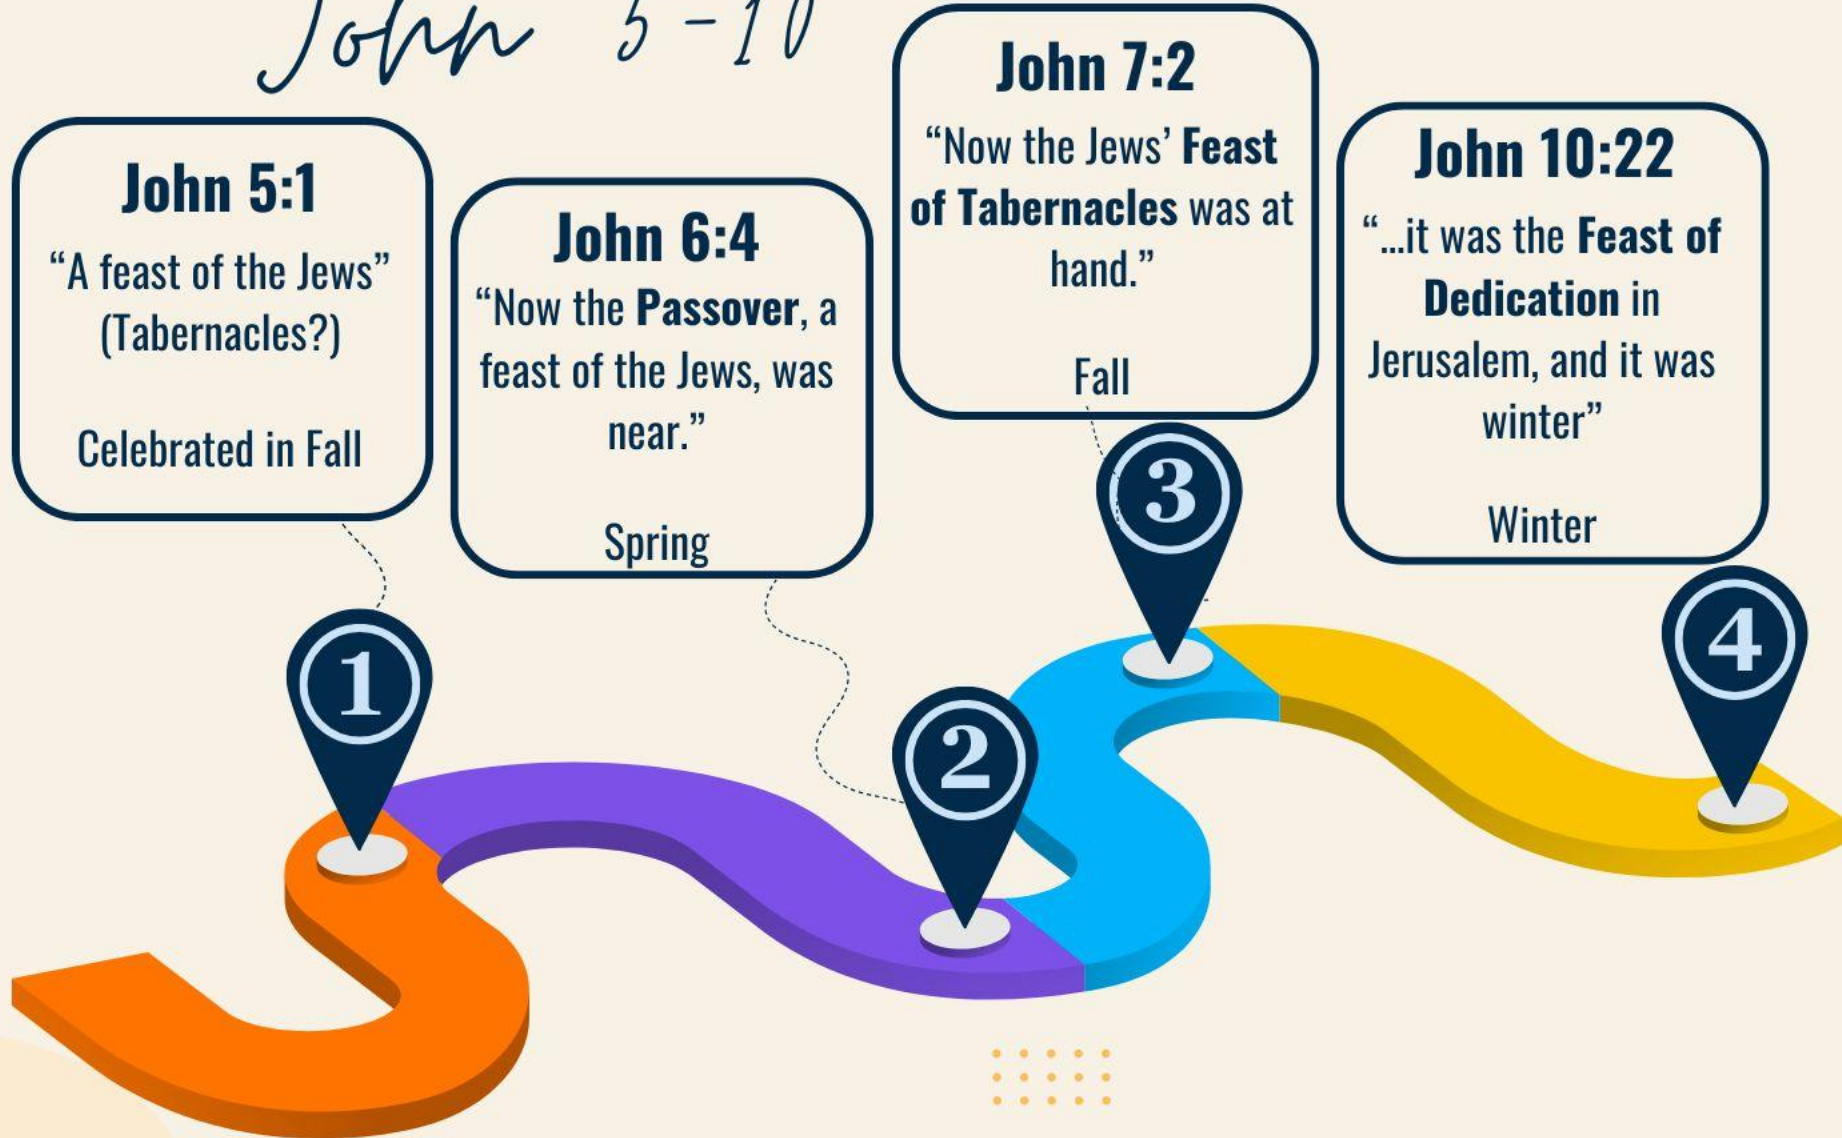 John 5-10
John 5:1
“A feast of the Jews”
(Tabernacles?)
Celebrated in Fall
John 6:4
“Now the Passover, a
feast of the Jews, was
near.”
Spring
John 7:2
“Now the Jews’ Feast
of Tabernacles was at
hand.”
Fall
John 10:22
“...it was the Feast of
Dedication in
Jerusalem, and it was
winter”
Winter
1
2
3
4